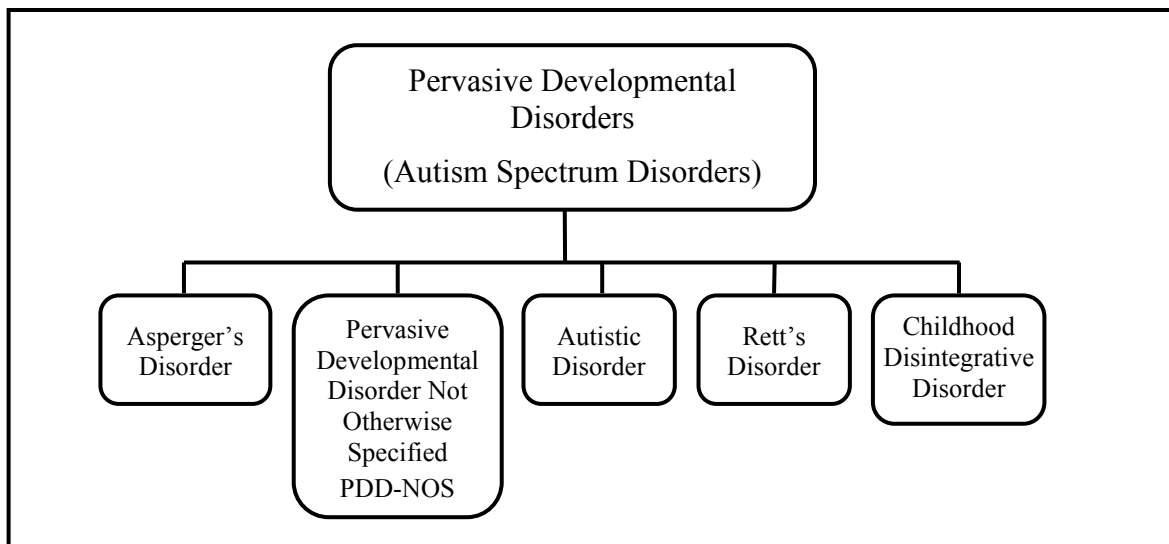 Pervasive Developmental
Disorders
(Autism Spectrum Disorders)
Asperger’s
Disorder
Pervasive
Developmental
Disorder Not
Otherwise
Specified
PDD-NOS
Autistic
Disorder
Rett’s
Disorder
Childhood
Disintegrative
Disorder